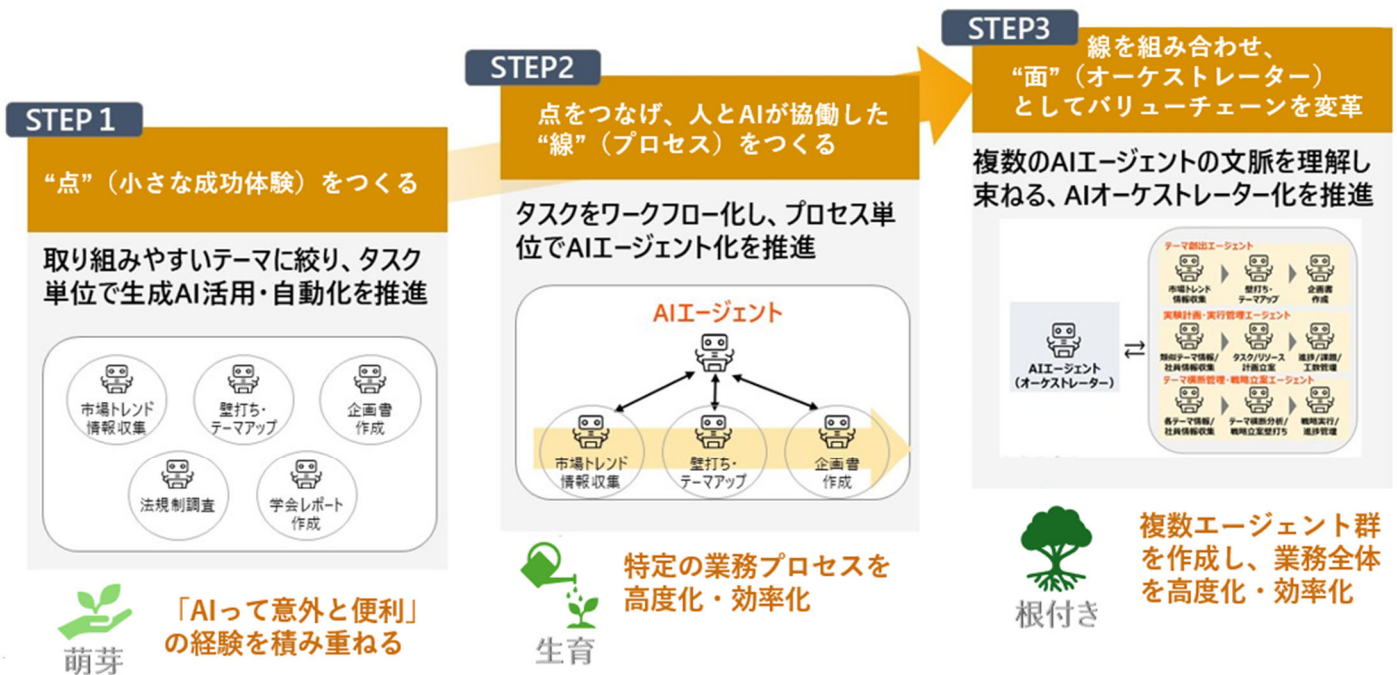 STEP 1
“点”（小さな成功体験）をつくる
取り組みやすいテーマに絞り、タスク
単位で生成AI活用・自動化を推進
市場トレンド
情報収集
壁打ち・
テーマアップ
企画書
作成
法規制調査
学会レポート
作成
萌芽
「AIって意外と便利」
の経験を積み重ねる
STEP2
点をつなげ、人とAIが協働した
“線”（プロセス）をつくる
タスクをワークフロー化し、プロセス単
位でAIエージェント化を推進
AIエージェント
市場トレンド
情報収集
壁打ち・
テーマアップ
企画書
作成
生育
特定の業務プロセスを
高度化・効率化
STEP3
線を組み合わせ、
“面”（オーケストレーター）
としてバリューチェーンを変革
複数のAIエージェントの文脈を理解し
束ねる、AIオーケストレーター化を推進
AIエージェント
（オーケストレーター）
テーマ創出エージェント
市場トレンド
情報収集
壁打ち・
テーマアップ
企画書
作成
実験計画・実行管理エージェント
類似テーマ情報/
社員情報収集
タスク/リソース
計画立案
進捗/課題/
工数管理
テーマ横断管理・戦略立案エージェント
各テーマ情報/
社員情報収集
テーマ横断分析/
戦略立案壁打ち
戦略実行/
進捗管理
根付き
複数エージェント群
を作成し、業務全体
を高度化・効率化